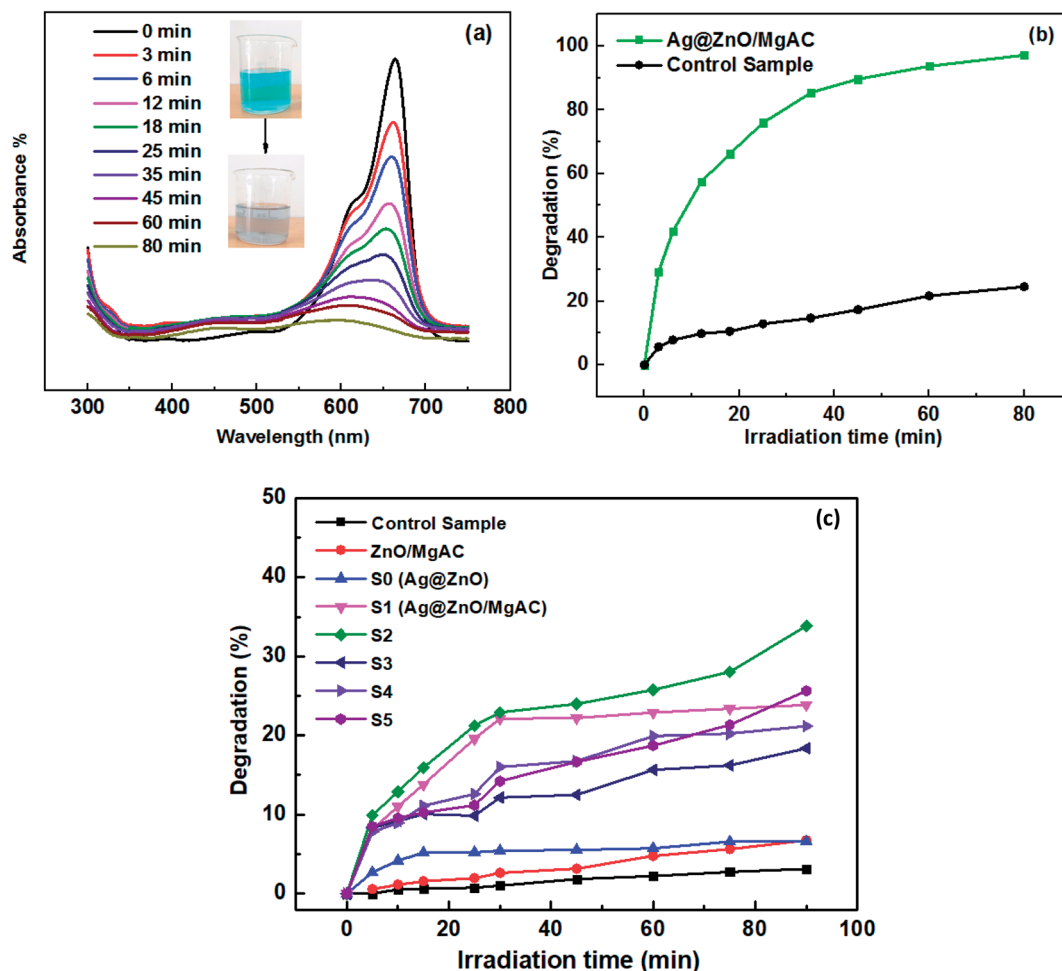 (a)
0 min
3 min
6 min
12 min
18 min
25 min
35 min
45 min
60 min
80 min
Absorbance %
300 400 500 600 700 800
Wavelength (nm)
(b)
Ag@ZnO/MgAC
Control Sample
100
80
60
40
20
0
Degradation (%)
0 20 40 60 80
Irradiation time (min)
(c)
Control Sample
ZnO/MgAC
S0 (Ag@ZnO)
S1 (Ag@ZnO/MgAC)
S2
S3
S4
S5
50
40
30
20
10
0
Degradation (%)
0 20 40 60 80 100
Irradiation time (min)